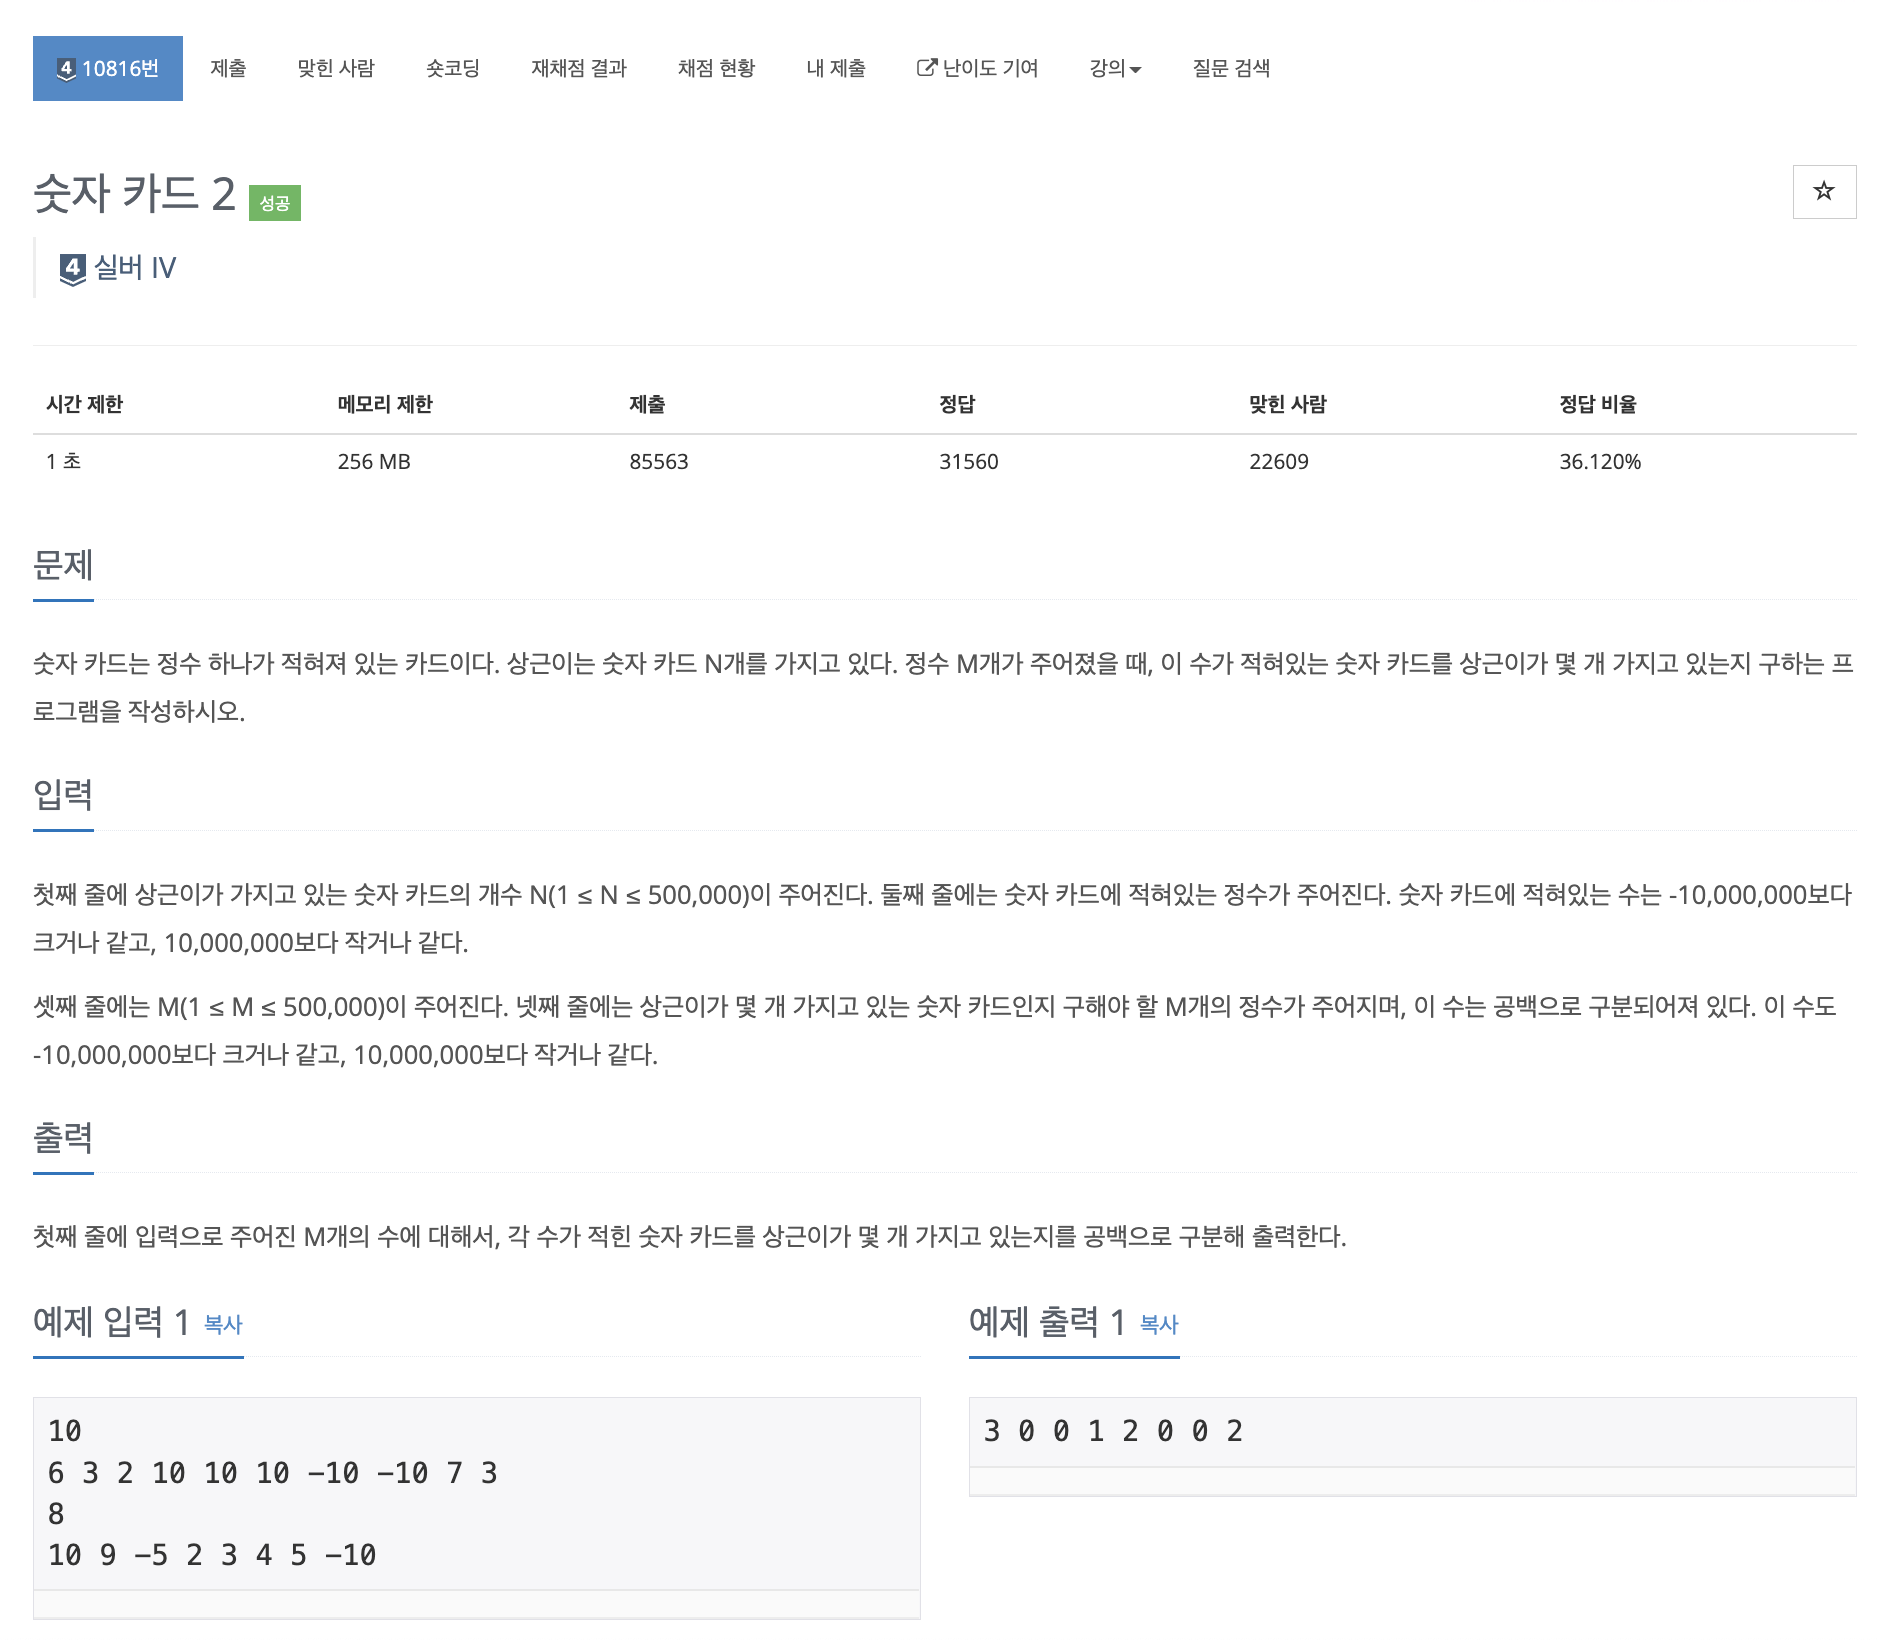 4 10816번 제출 맞힌 사람 숏코딩 재채점 결과 채점 현황 내 제출 난이도 기여 강의 질문 검색
숫자 카드 2 성공
4 실버 IV
시간 제한 메모리 제한 제출 정답 맞힌 사람 정답 비율
1 초 256 MB 85563 31560 22609 36.120%
문제
숫자 카드는 정수 하나가 적혀져 있는 카드이다. 상근이는 숫자 카드 N개를 가지고 있다. 정수 M개가 주어졌을 때, 이 수가 적혀있는 숫자 카드를 상근이가 몇 개 가지고 있는지 구하는 프
로그램을 작성하시오.
입력
첫째 줄에 상근이가 가지고 있는 숫자 카드의 개수 N(1 ≤ N ≤ 500,000)이 주어진다. 둘째 줄에는 숫자 카드에 적혀있는 정수가 주어진다. 숫자 카드에 적혀있는 수는 -10,000,000보다
크거나 같고, 10,000,000보다 작거나 같다.
셋째 줄에는 M(1 ≤ M ≤ 500,000)이 주어진다. 넷째 줄에는 상근이가 몇 개 가지고 있는 숫자 카드인지 구해야 할 M개의 정수가 주어지며, 이 수는 공백으로 구분되어져 있다. 이 수도
-10,000,000보다 크거나 같고, 10,000,000보다 작거나 같다.
출력
첫째 줄에 입력으로 주어진 M개의 수에 대해서, 각 수가 적힌 숫자 카드를 상근이가 몇 개 가지고 있는지를 공백으로 구분해 출력한다.
예제 입력 1 복사
10
6 3 2 10 10 10 -10 -10 7 3
8
10 9 -5 2 3 4 5 -10
예제 출력 1 복사
3 0 0 1 2 0 0 2